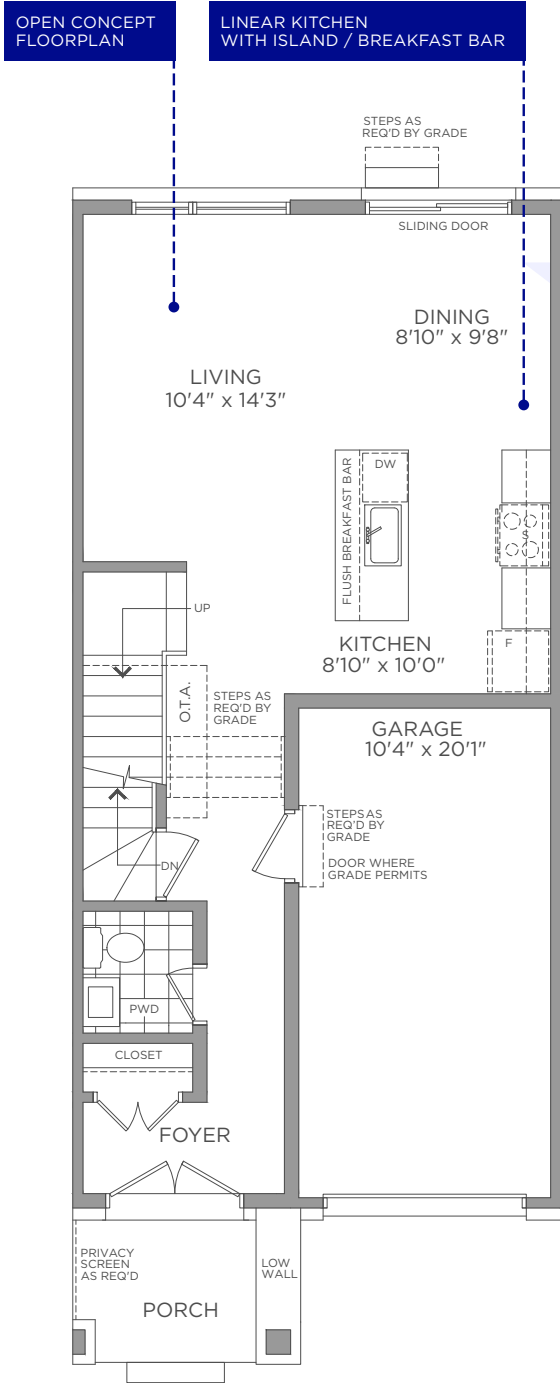 OPEN CONCEPT
FLOORPLAN
LINEAR KITCHEN
WITH ISLAND / BREAKFAST BAR
STEPS AS
REQ'D BY GRADE
SLIDING DOOR
DINING
8'10" x 9'8"
LIVING
10'4" x 14'3"
FLUSH BREAKFAST BAR
DW
S
F
KITCHEN
8'10" x 10'0"
UP
O.T.A.
STEPS AS
REQ'D BY
GRADE
GARAGE
10'4" x 20'1"
STEPS AS
REQ'D BY
GRADE
DOOR WHERE
GRADE PERMITS
DN
PWD
CLOSET
FOYER
PRIVACY
SCREEN
AS REQ'D
LOW
WALL
PORCH